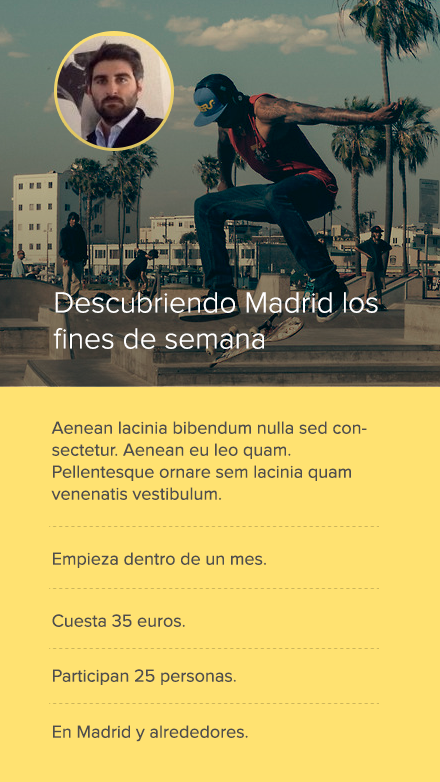 Descubriendo Madrid los
fines de semana
Aenean lacinia bibendum nulla sed con-
sectetur. Aenean eu leo quam.
Pellentesque ornare sem lacinia quam
venenatis vestibulum.
Empieza dentro de un mes.
Cuesta 35 euros.
Participan 25 personas.
En Madrid y alrededores.